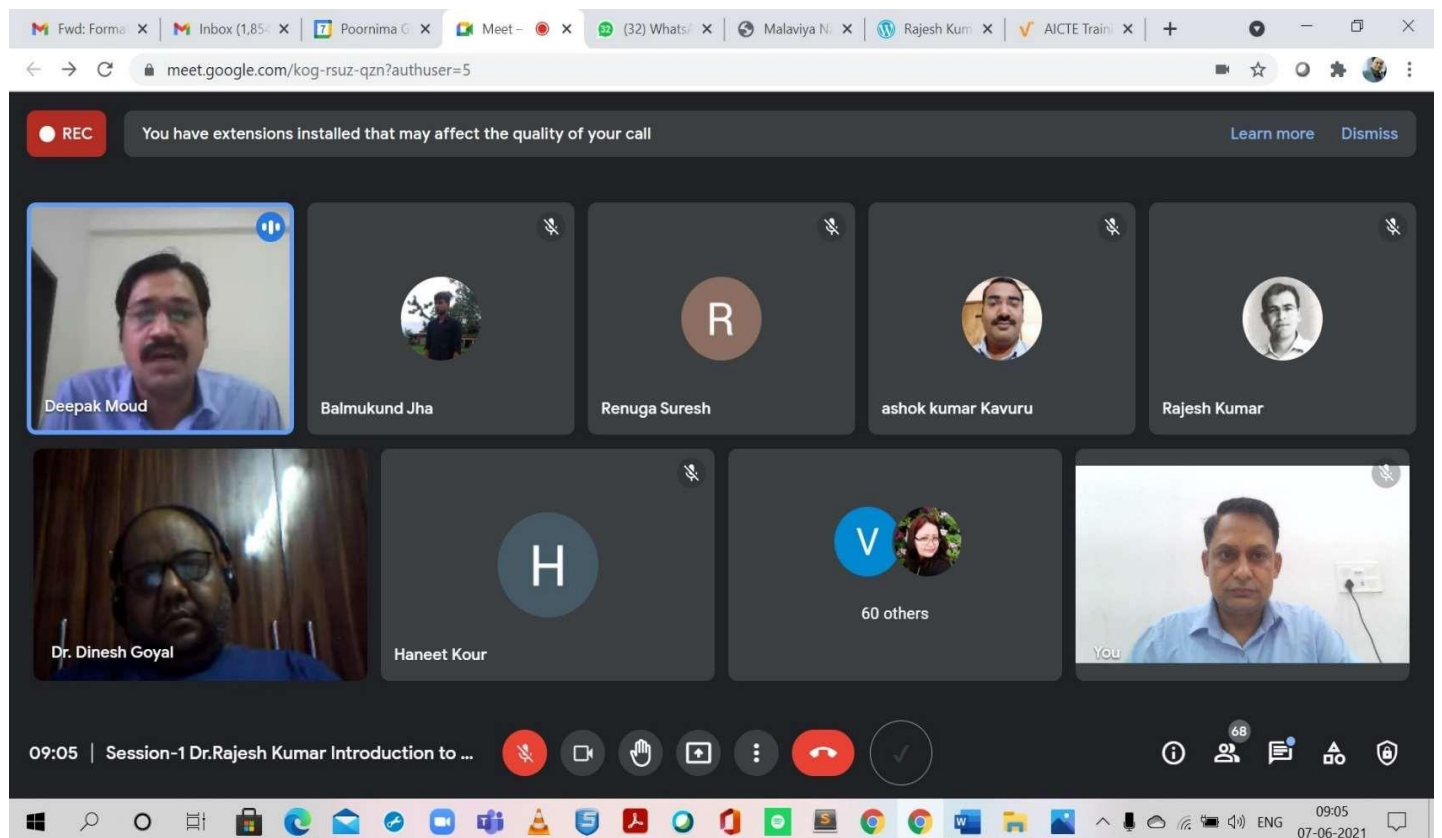 Fwd: Forma
Inbox (1,85
Poornima G
Meet –
(32) Whats
Malaviya N
Rajesh Kum
AICTE Train
meet.google.com/kog-rsuz-qzn?authuser=5
REC
You have extensions installed that may affect the quality of your call
Learn more Dismiss
Deepak Moud
Balmukund Jha
R
Renuga Suresh
ashok kumar Kavuru
Rajesh Kumar
Dr. Dinesh Goyal
H
Haneet Kour
V
60 others
You
09:05 | Session-1 Dr.Rajesh Kumar Introduction to ...
68
ENG
09:05
07-06-2021